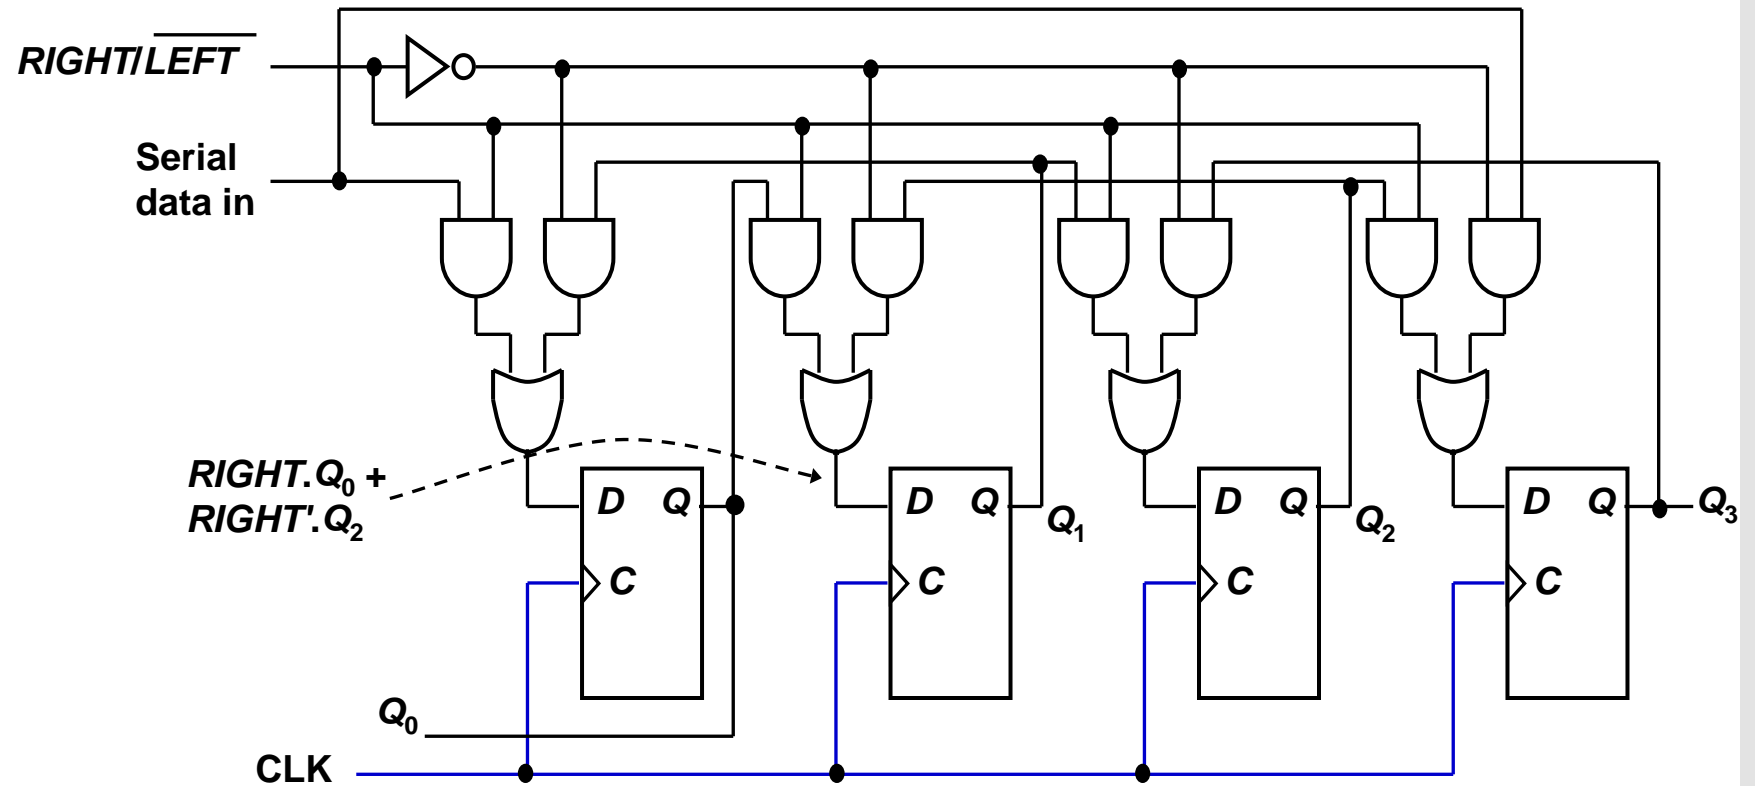 RIGHT/LEFT
Serial
data in
RIGHT.Q0 +
RIGHT'.Q2
D Q
C
D Q
C
D Q
C
D Q
C
Q1
Q2
Q3
Q0
CLK